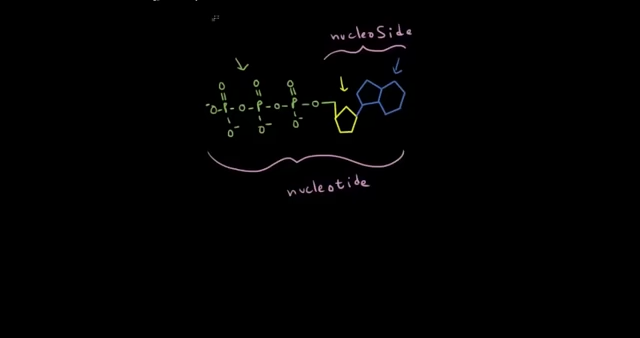 nucleoSide
O O O
⁻O-P-O-P-O-P-O
O⁻ O⁻ O⁻
nucleotide